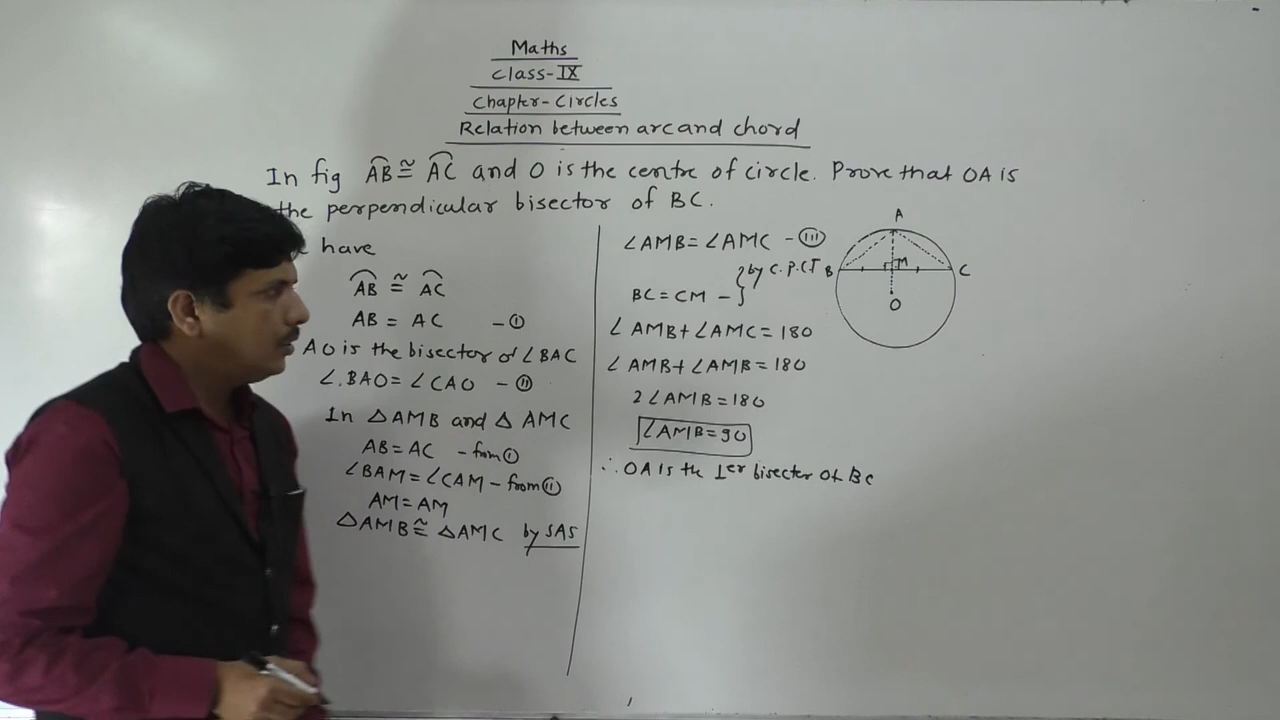 Maths
Class-IX
Chapter-Circles
Relation between arc and chord
In fig AB ≅ AC and O is the centre of circle. Prove that OA is
the perpendicular bisector of BC.
have
AB ≅ AC
AB = AC - ①
AO is the bisector of ∠BAC
∠.BAO = ∠CAO - ⑪
In △AMB and △AMC
AB = AC - from ①
∠BAM = ∠CAM - from ⑪
AM = AM
△AMB ≅ △AMC by SAS
∠AMB = ∠AMC - (III)
by C.P.CT
BC = CM -
∠AMB + ∠AMC = 180
∠AMB + ∠AMB = 180
2∠AMB = 180
∠AMB = 90
∴ OA is the ⊥er bisector of BC
A
B
M
C
O